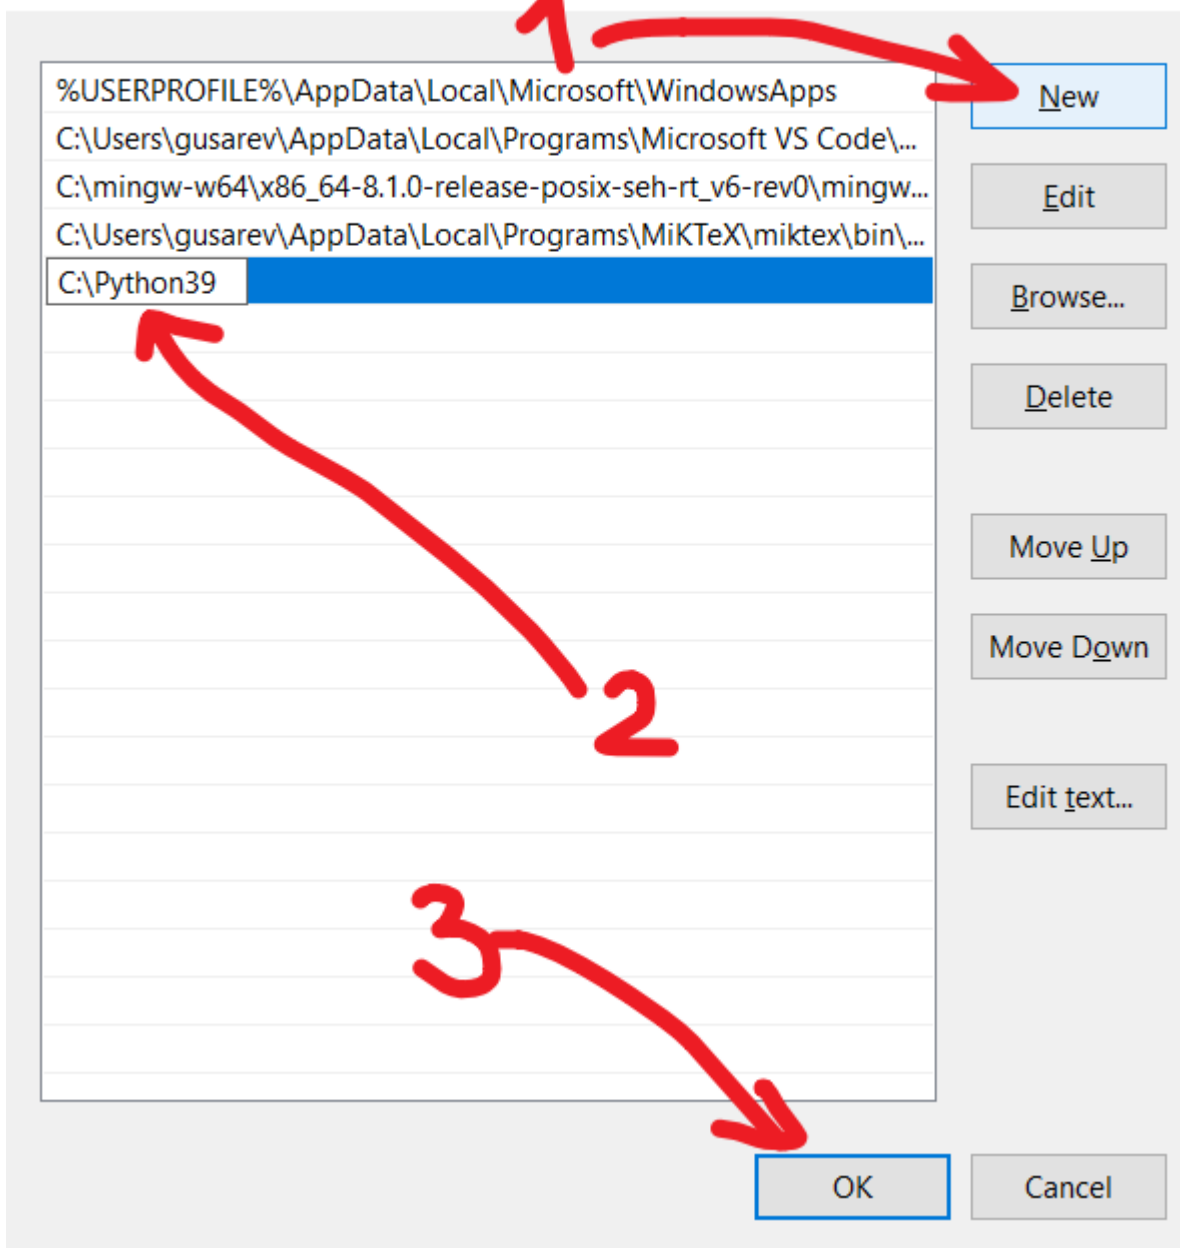 1
%USERPROFILE%\AppData\Local\Microsoft\WindowsApps
New
C:\Users\gusarev\AppData\Local\Programs\Microsoft VS Code\...
C:\mingw-w64\x86_64-8.1.0-release-posix-seh-rt_v6-rev0\mingw...
Edit
C:\Users\gusarev\AppData\Local\Programs\MiKTeX\miktex\bin\...
C:\Python39
Browse...
Delete
Move Up
Move Down
2
Edit text...
3
OK
Cancel